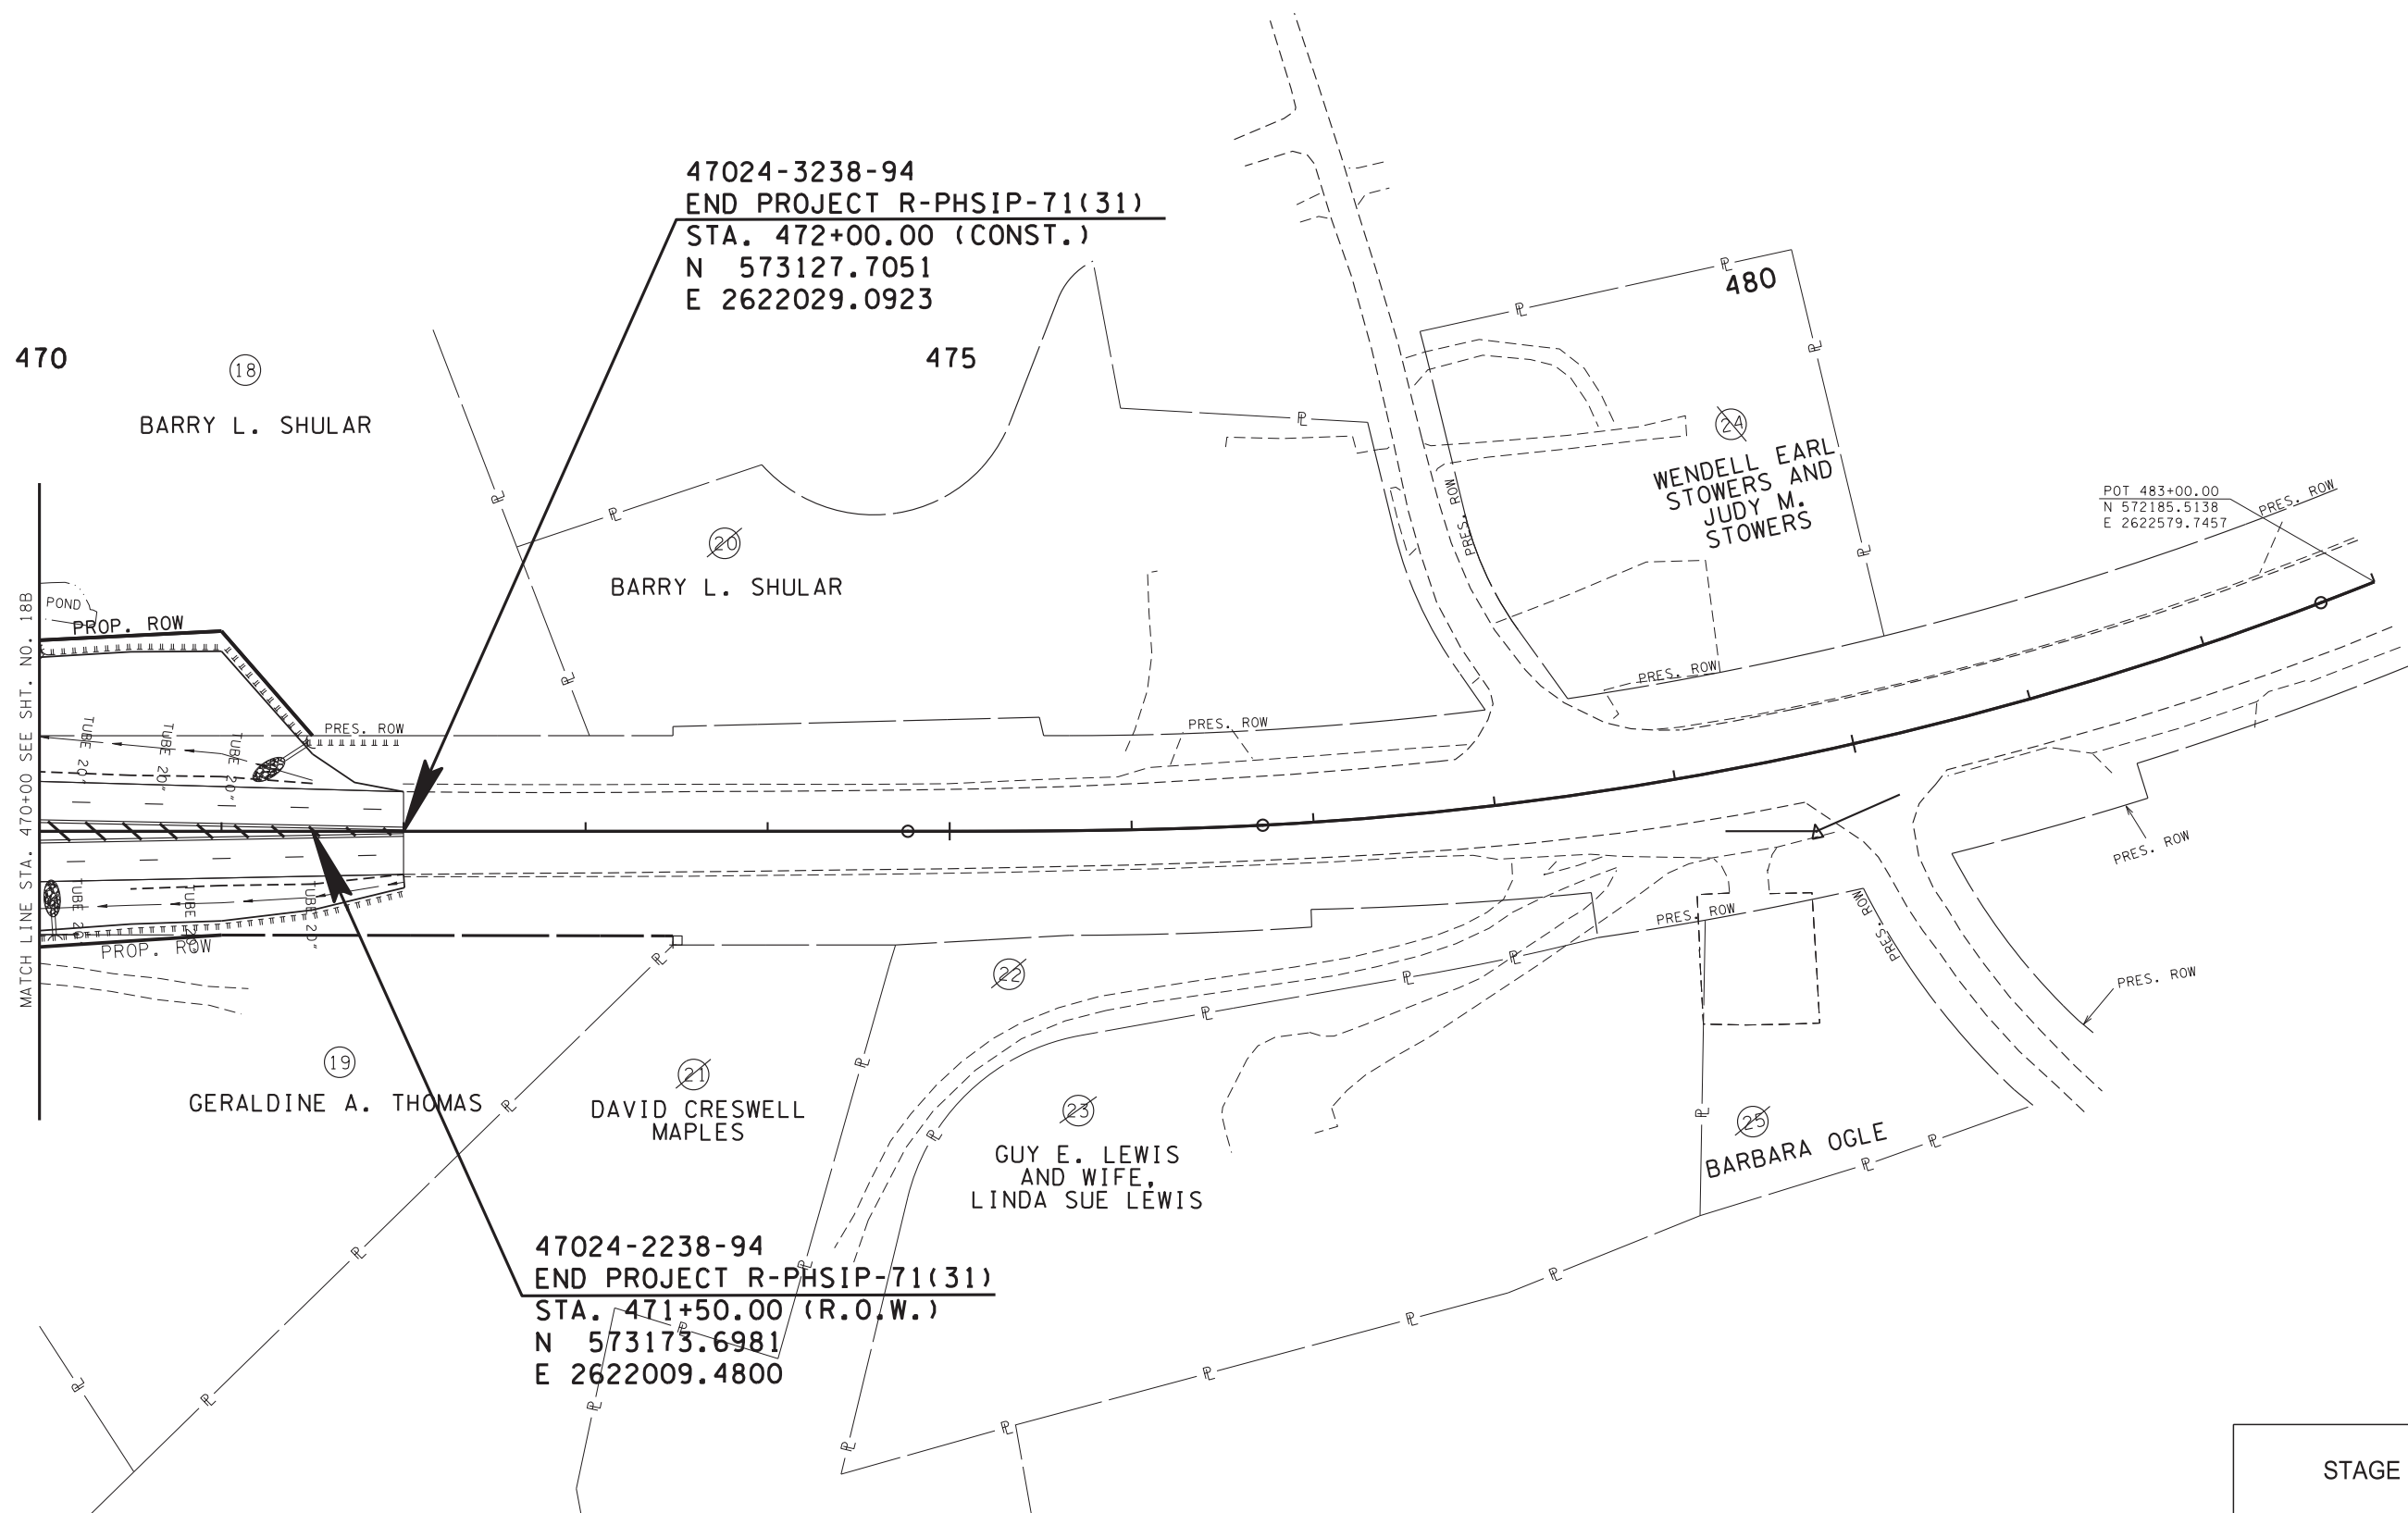 47024-3238-94
END PROJECT R-PHSIP-71(31)
STA. 472+00.00 (CONST.)
N 573127.7051
E 2622029.0923
470
475
480
18
BARRY L. SHULAR
20
BARRY L. SHULAR
24
WENDELL EARL
STOWERS AND
JUDY M.
STOWERS
POT 483+00.00
N 572185.5138
E 2622579.7457
PRES. ROW
PRES. ROW
PRES. ROW
PRES. ROW
PRES. ROW
POND
PROP. ROW
MATCH LINE STA. 470+00 SEE SHT. NO. 18B
TUBE 20"
TUBE 20"
TUBE 20"
TUBE 20"
TUBE 20"
TUBE 20"
PROP. ROW
PRES. ROW
PRES. ROW
PRES. ROW
PRES. ROW
19
GERALDINE A. THOMAS
21
DAVID CRESWELL
MAPLES
22
23
GUY E. LEWIS
AND WIFE,
LINDA SUE LEWIS
25
BARBARA OGLE
47024-2238-94
END PROJECT R-PHSIP-71(31)
STA. 471+50.00 (R.O.W.)
N 573173.6981
E 2622009.4800
STAGE